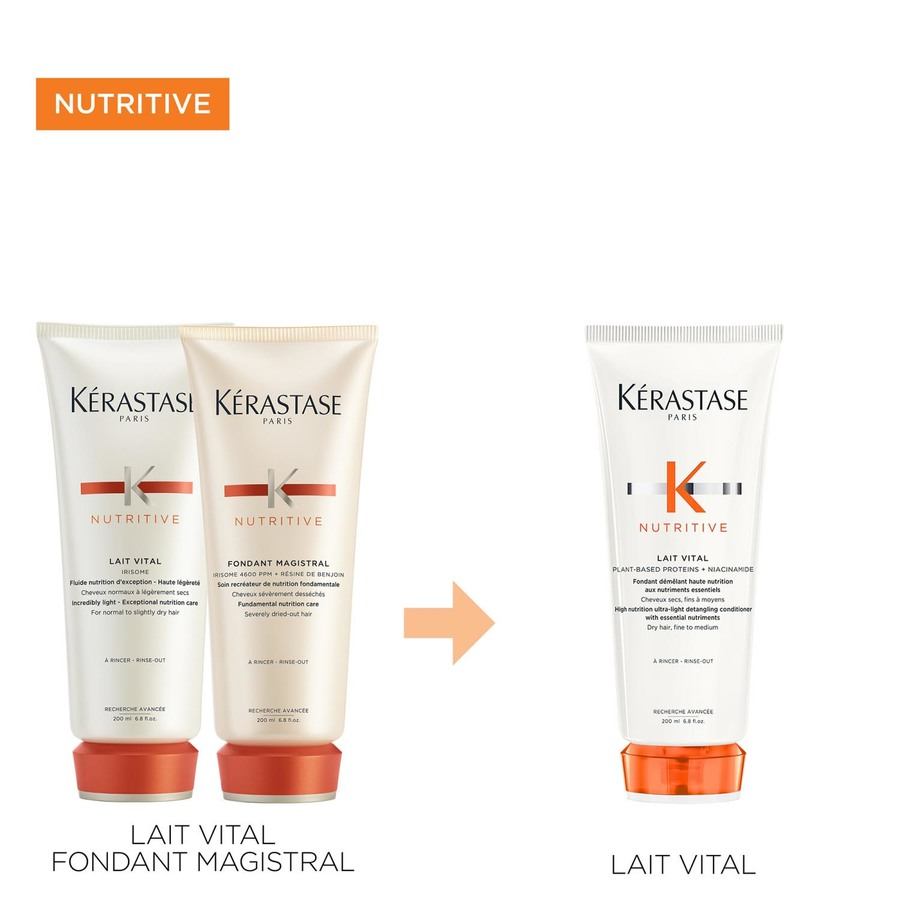 NUTRITIVE
KÉRASTASE
PARIS
K
NUTRITIVE
LAIT VITAL
IRISOME
Fluide nutrition d'exception - Haute légèreté
Cheveux normaux à légèrement secs
Incredibly light - Exceptional nutrition care
For normal to slightly dry hair
À RINCER - RINSE-OUT
RECHERCHE AVANCÉE
200 ml 6.8 fl.oz.
KÉRASTASE
PARIS
K
NUTRITIVE
FONDANT MAGISTRAL
IRISOME 4600 PPM + RÉSINE DE BENJOIN
Soin recréateur de nutrition fondamentale
Cheveux sévèrement desséchés
Fundamental nutrition care
Severely dried-out hair
À RINCER - RINSE-OUT
RECHERCHE AVANCÉE
200 ml 6.8 fl.oz.
KÉRASTASE
PARIS
K
NUTRITIVE
LAIT VITAL
PLANT-BASED PROTEINS + NIACINAMIDE
Fondant démêlant haute nutrition
aux nutriments essentiels
Cheveux secs, fins à moyens
High nutrition ultra-light detangling conditioner
with essential nutrients
Dry hair, fine to medium
À RINCER - RINSE-OUT
RECHERCHE AVANCÉE
200 ml 6.8 fl.oz.
LAIT VITAL
FONDANT MAGISTRAL
LAIT VITAL